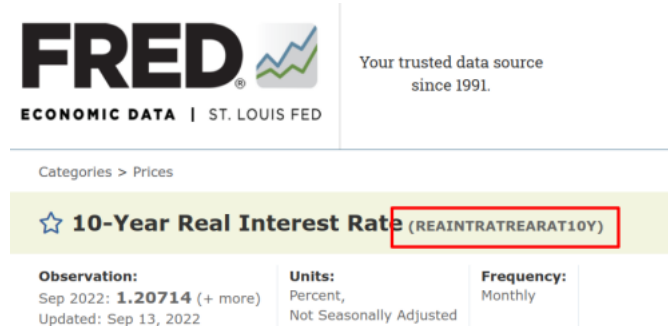 FRED®
ECONOMIC DATA | ST. LOUIS FED
Your trusted data source
since 1991.
Categories > Prices
10-Year Real Interest Rate (REAINTRATREARAT10Y)
Observation:
Sep 2022: 1.20714 (+ more)
Updated: Sep 13, 2022
Units:
Percent,
Not Seasonally Adjusted
Frequency:
Monthly